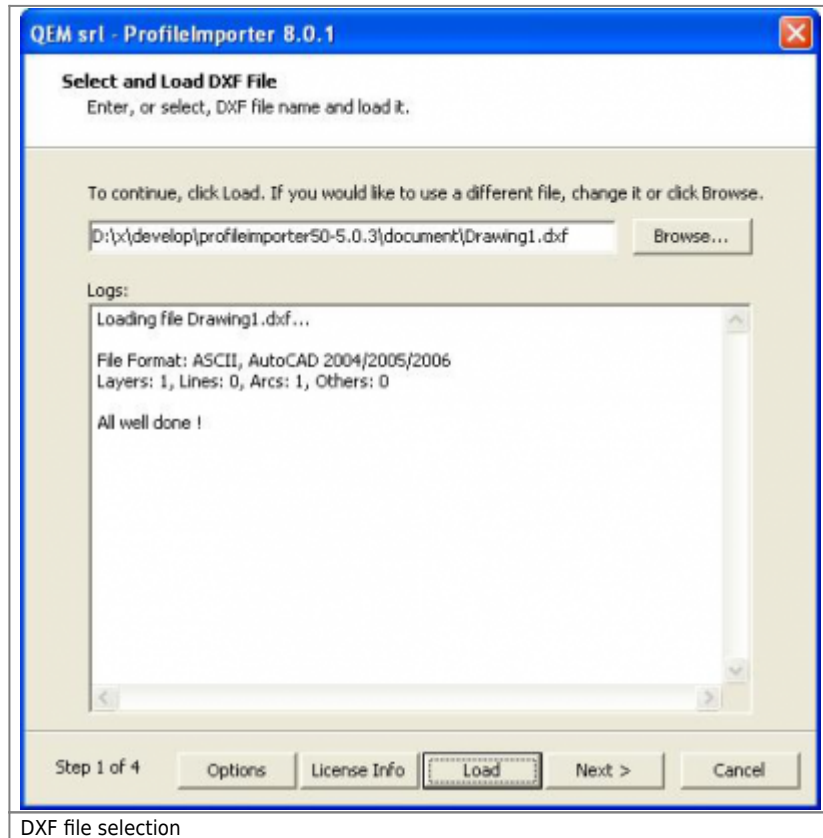 QEM srl - ProfileImporter 8.0.1
Select and Load DXF File
Enter, or select, DXF file name and load it.
To continue, click Load. If you would like to use a different file, change it or click Browse.
D:\x\develop\profileimporter50-5.0.3\document\Drawing1.dxf
Browse...
Logs:
Loading file Drawing1.dxf...
File Format: ASCII, AutoCAD 2004/2005/2006
Layers: 1, Lines: 0, Arcs: 1, Others: 0
All well done !
Step 1 of 4
Options
License Info
Load
Next >
Cancel
DXF file selection